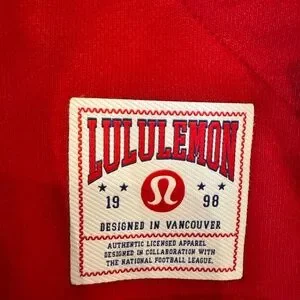 LULULEMON
19 98
DESIGNED IN VANCOUVER
AUTHENTIC LICENSED APPAREL
DESIGNED IN COLLABORATION WITH
THE NATIONAL FOOTBALL LEAGUE.